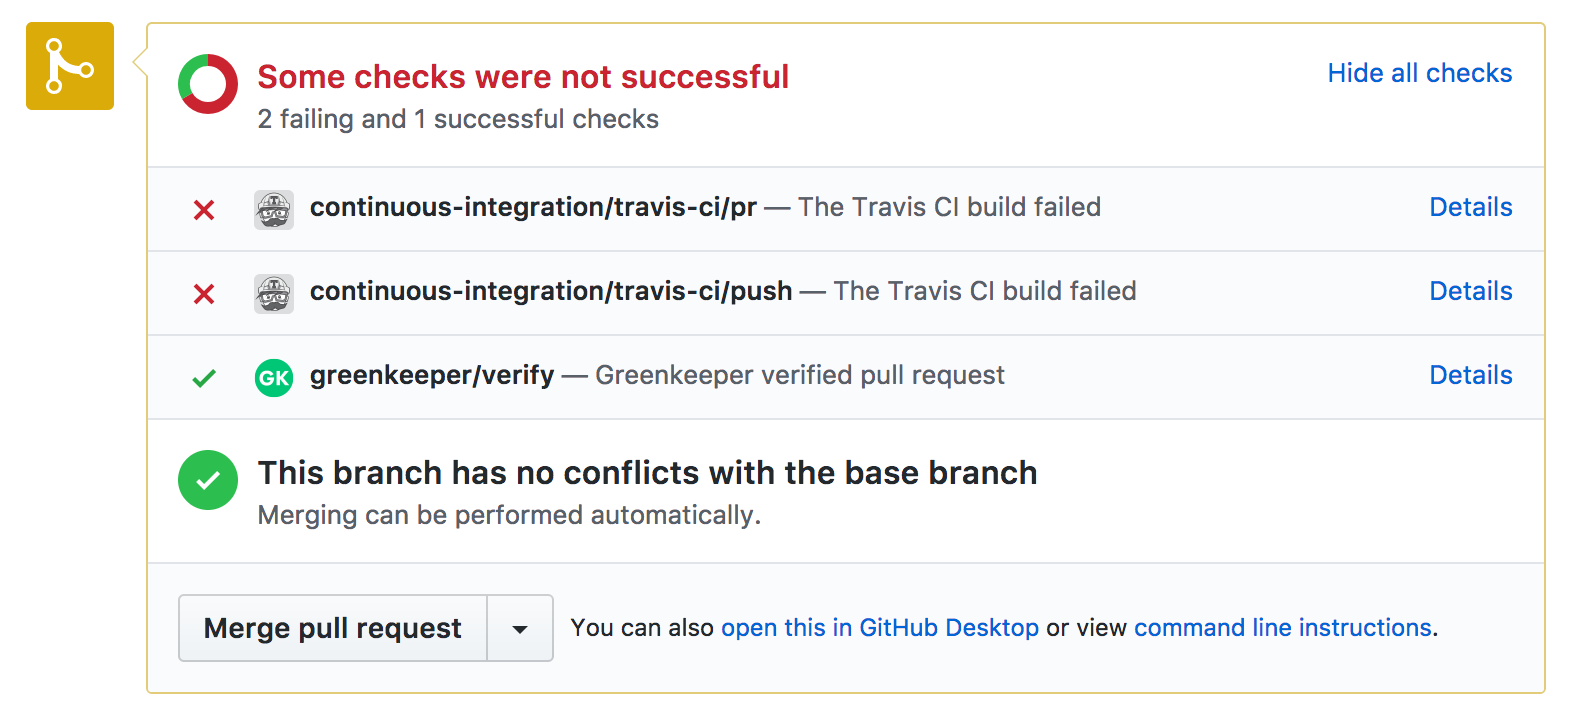 Some checks were not successful
Hide all checks
2 failing and 1 successful checks
continuous-integration/travis-ci/pr — The Travis CI build failed
Details
continuous-integration/travis-ci/push — The Travis CI build failed
Details
GK
greenkeeper/verify — Greenkeeper verified pull request
Details
This branch has no conflicts with the base branch
Merging can be performed automatically.
Merge pull request
You can also open this in GitHub Desktop or view command line instructions.